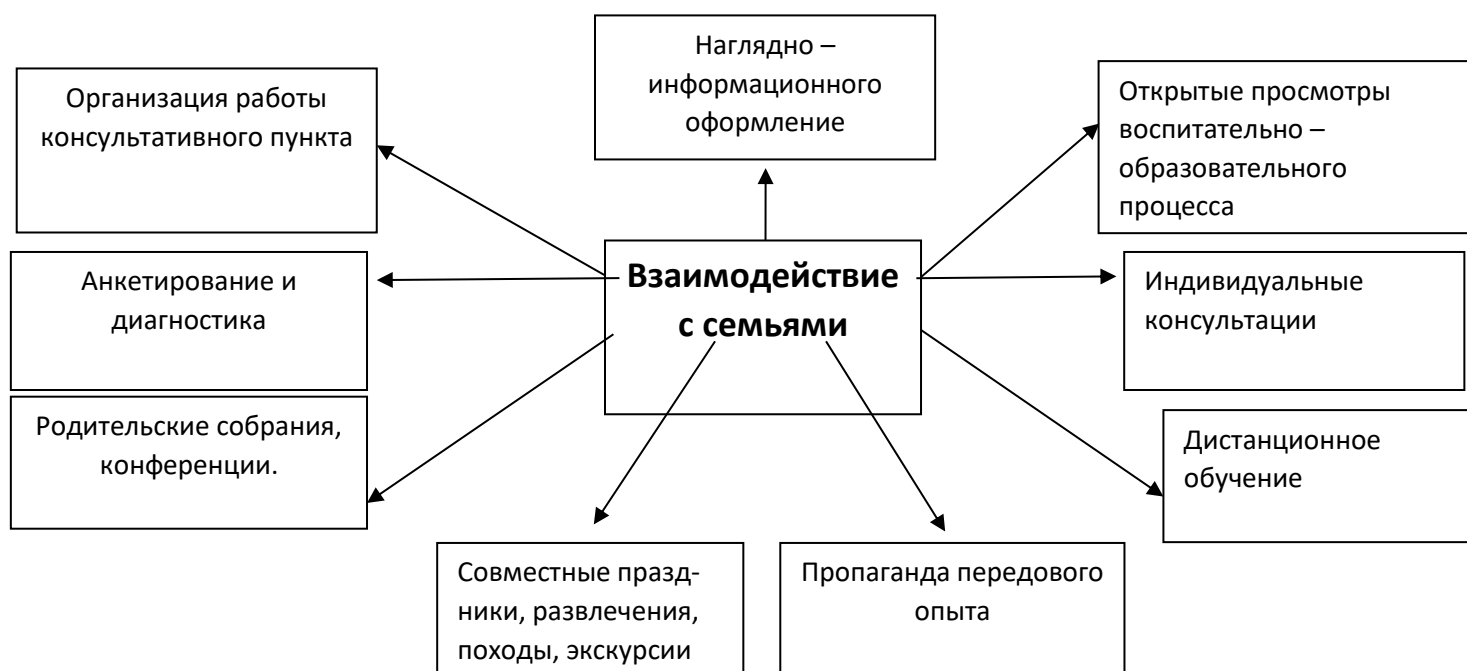 Наглядно –
информационного
оформление
Организация работы
консультативного пункта
Открытые просмотры
воспитательно –
образовательного
процесса
Взаимодействие
с семьями
Анкетирование и
диагностика
Индивидуальные
консультации
Родительские собрания,
конференции.
Дистанционное
обучение
Совместные празд-
ники, развлечения,
походы, экскурсии
Пропаганда передового
опыта